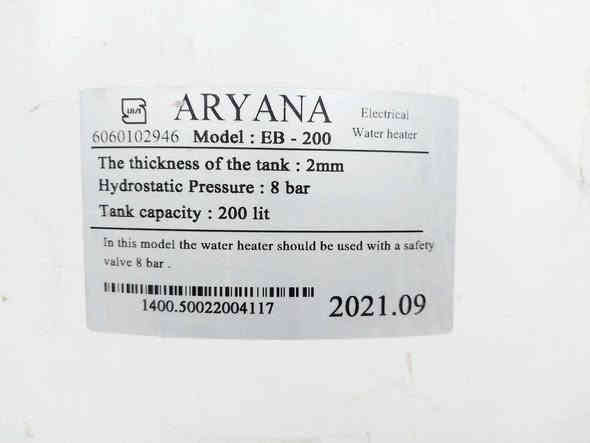 ARYANA
Electrical
Water heater
6060102946 Model : EB - 200
The thickness of the tank : 2mm
Hydrostatic Pressure : 8 bar
Tank capacity : 200 lit
In this model the water heater should be used with a safety
valve 8 bar .
1400.50022004117
2021.09